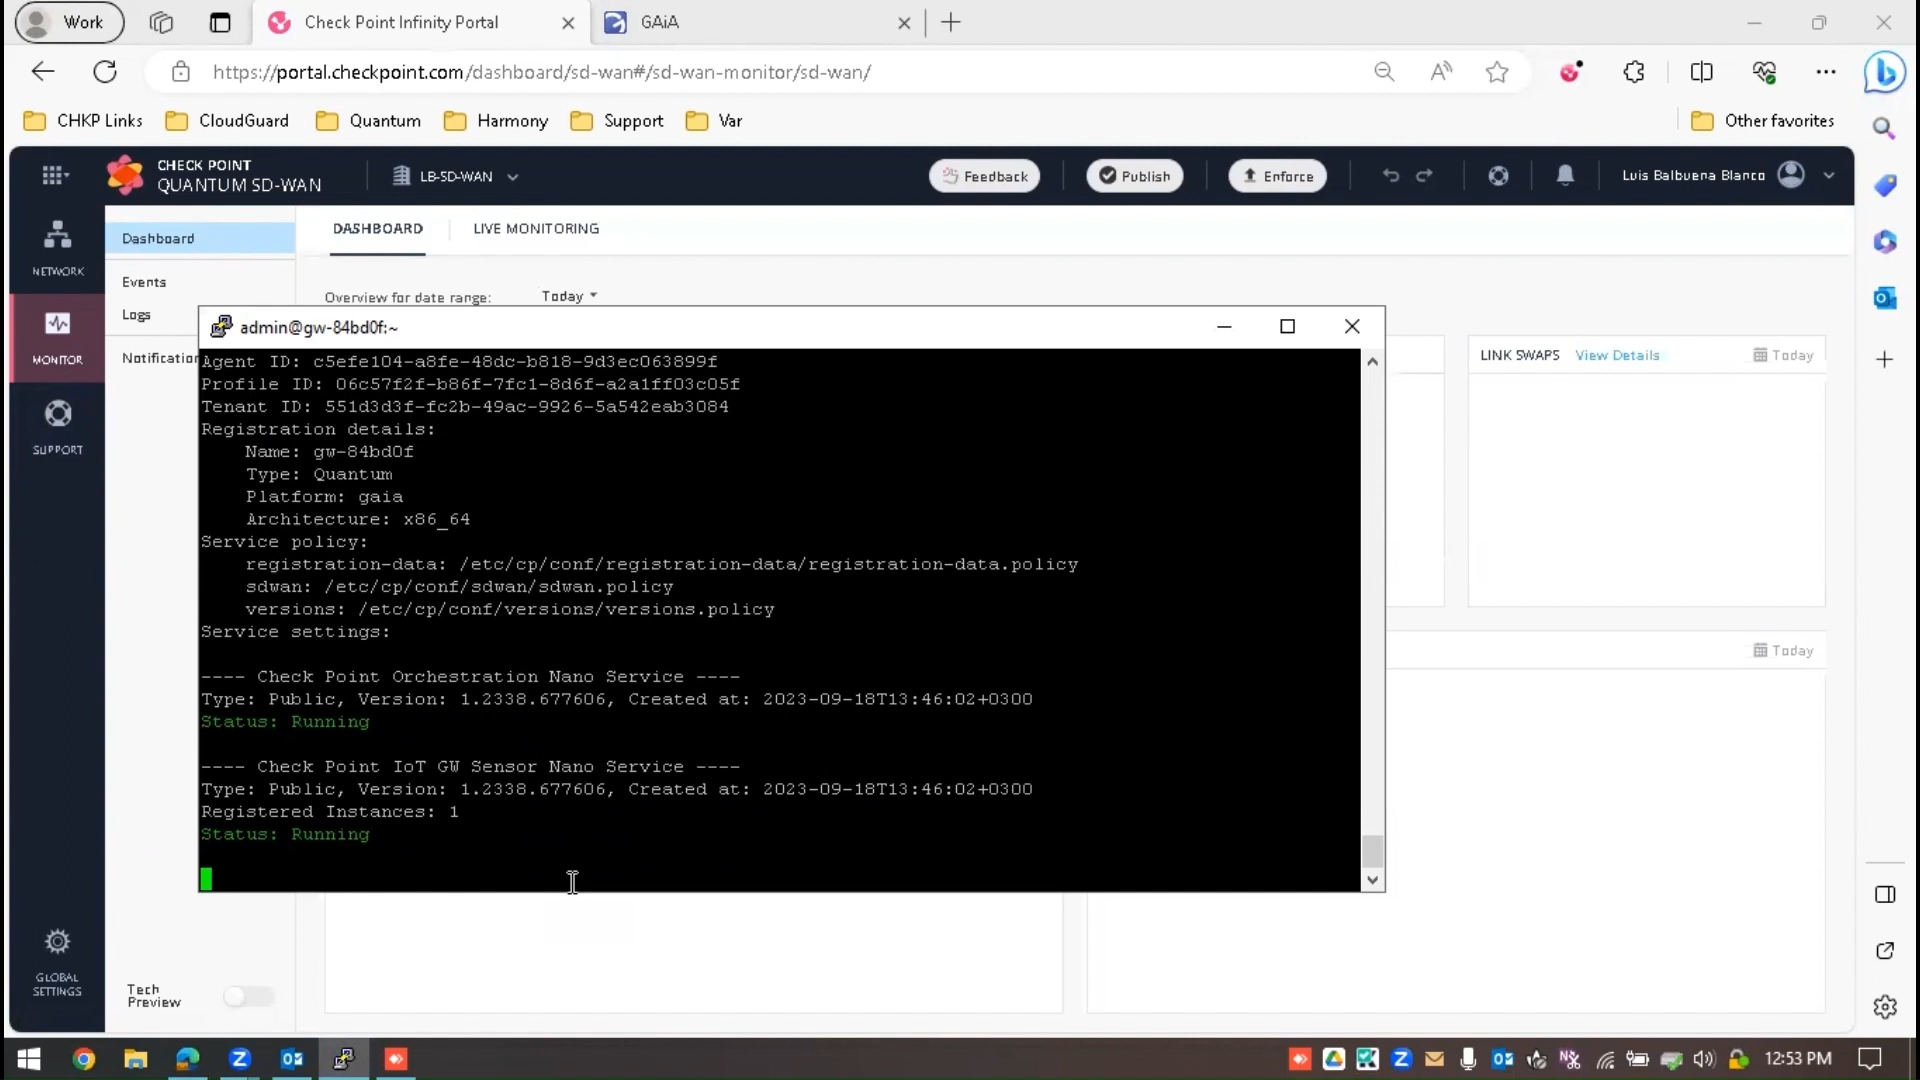 Work
Check Point Infinity Portal
GAiA
https://portal.checkpoint.com/dashboard/sd-wan#/sd-wan-monitor/sd-wan/
CHKP Links
CloudGuard
Quantum
Harmony
Support
Var
Other favorites
CHECK POINT
QUANTUM SD-WAN
LB-SD-WAN
Feedback
Publish
Enforce
Luis Balbuena Blanco
NETWORK
MONITOR
SUPPORT
GLOBAL
SETTINGS
Dashboard
Events
Logs
Notification
Tech
Preview
DASHBOARD
LIVE MONITORING
Overview for date range:
Today
LINK SWAPS
View Details
Today
Today
admin@gw-84bd0f:~
Agent ID: c5efe104-a8fe-48dc-b818-9d3ec063899f
Profile ID: 06c57f2f-b86f-7fc1-8d6f-a2a1ff03c05f
Tenant ID: 551d3d3f-fc2b-49ac-9926-5a542eab3084
Registration details:
Name: gw-84bd0f
Type: Quantum
Platform: gaia
Architecture: x86_64
Service policy:
registration-data: /etc/cp/conf/registration-data/registration-data.policy
sdwan: /etc/cp/conf/sdwan/sdwan.policy
versions: /etc/cp/conf/versions/versions.policy
Service settings:
---- Check Point Orchestration Nano Service ----
Type: Public, Version: 1.2338.677606, Created at: 2023-09-18T13:46:02+0300
Status: Running
---- Check Point IoT GW Sensor Nano Service ----
Type: Public, Version: 1.2338.677606, Created at: 2023-09-18T13:46:02+0300
Registered Instances: 1
Status: Running
12:53 PM